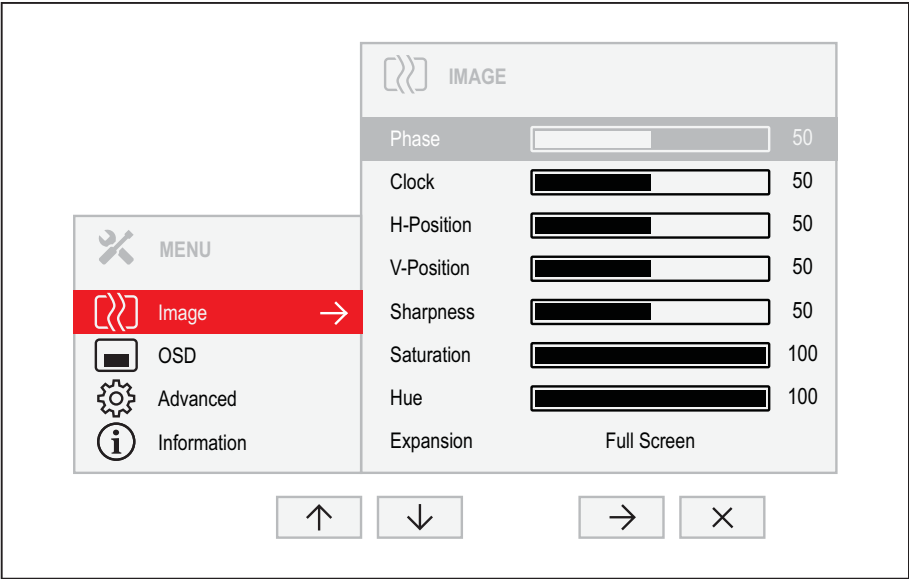 IMAGE
Phase 50
Clock 50
H-Position 50
V-Position 50
Sharpness 50
Saturation 100
Hue 100
Expansion Full Screen
MENU
Image
OSD
Advanced
Information